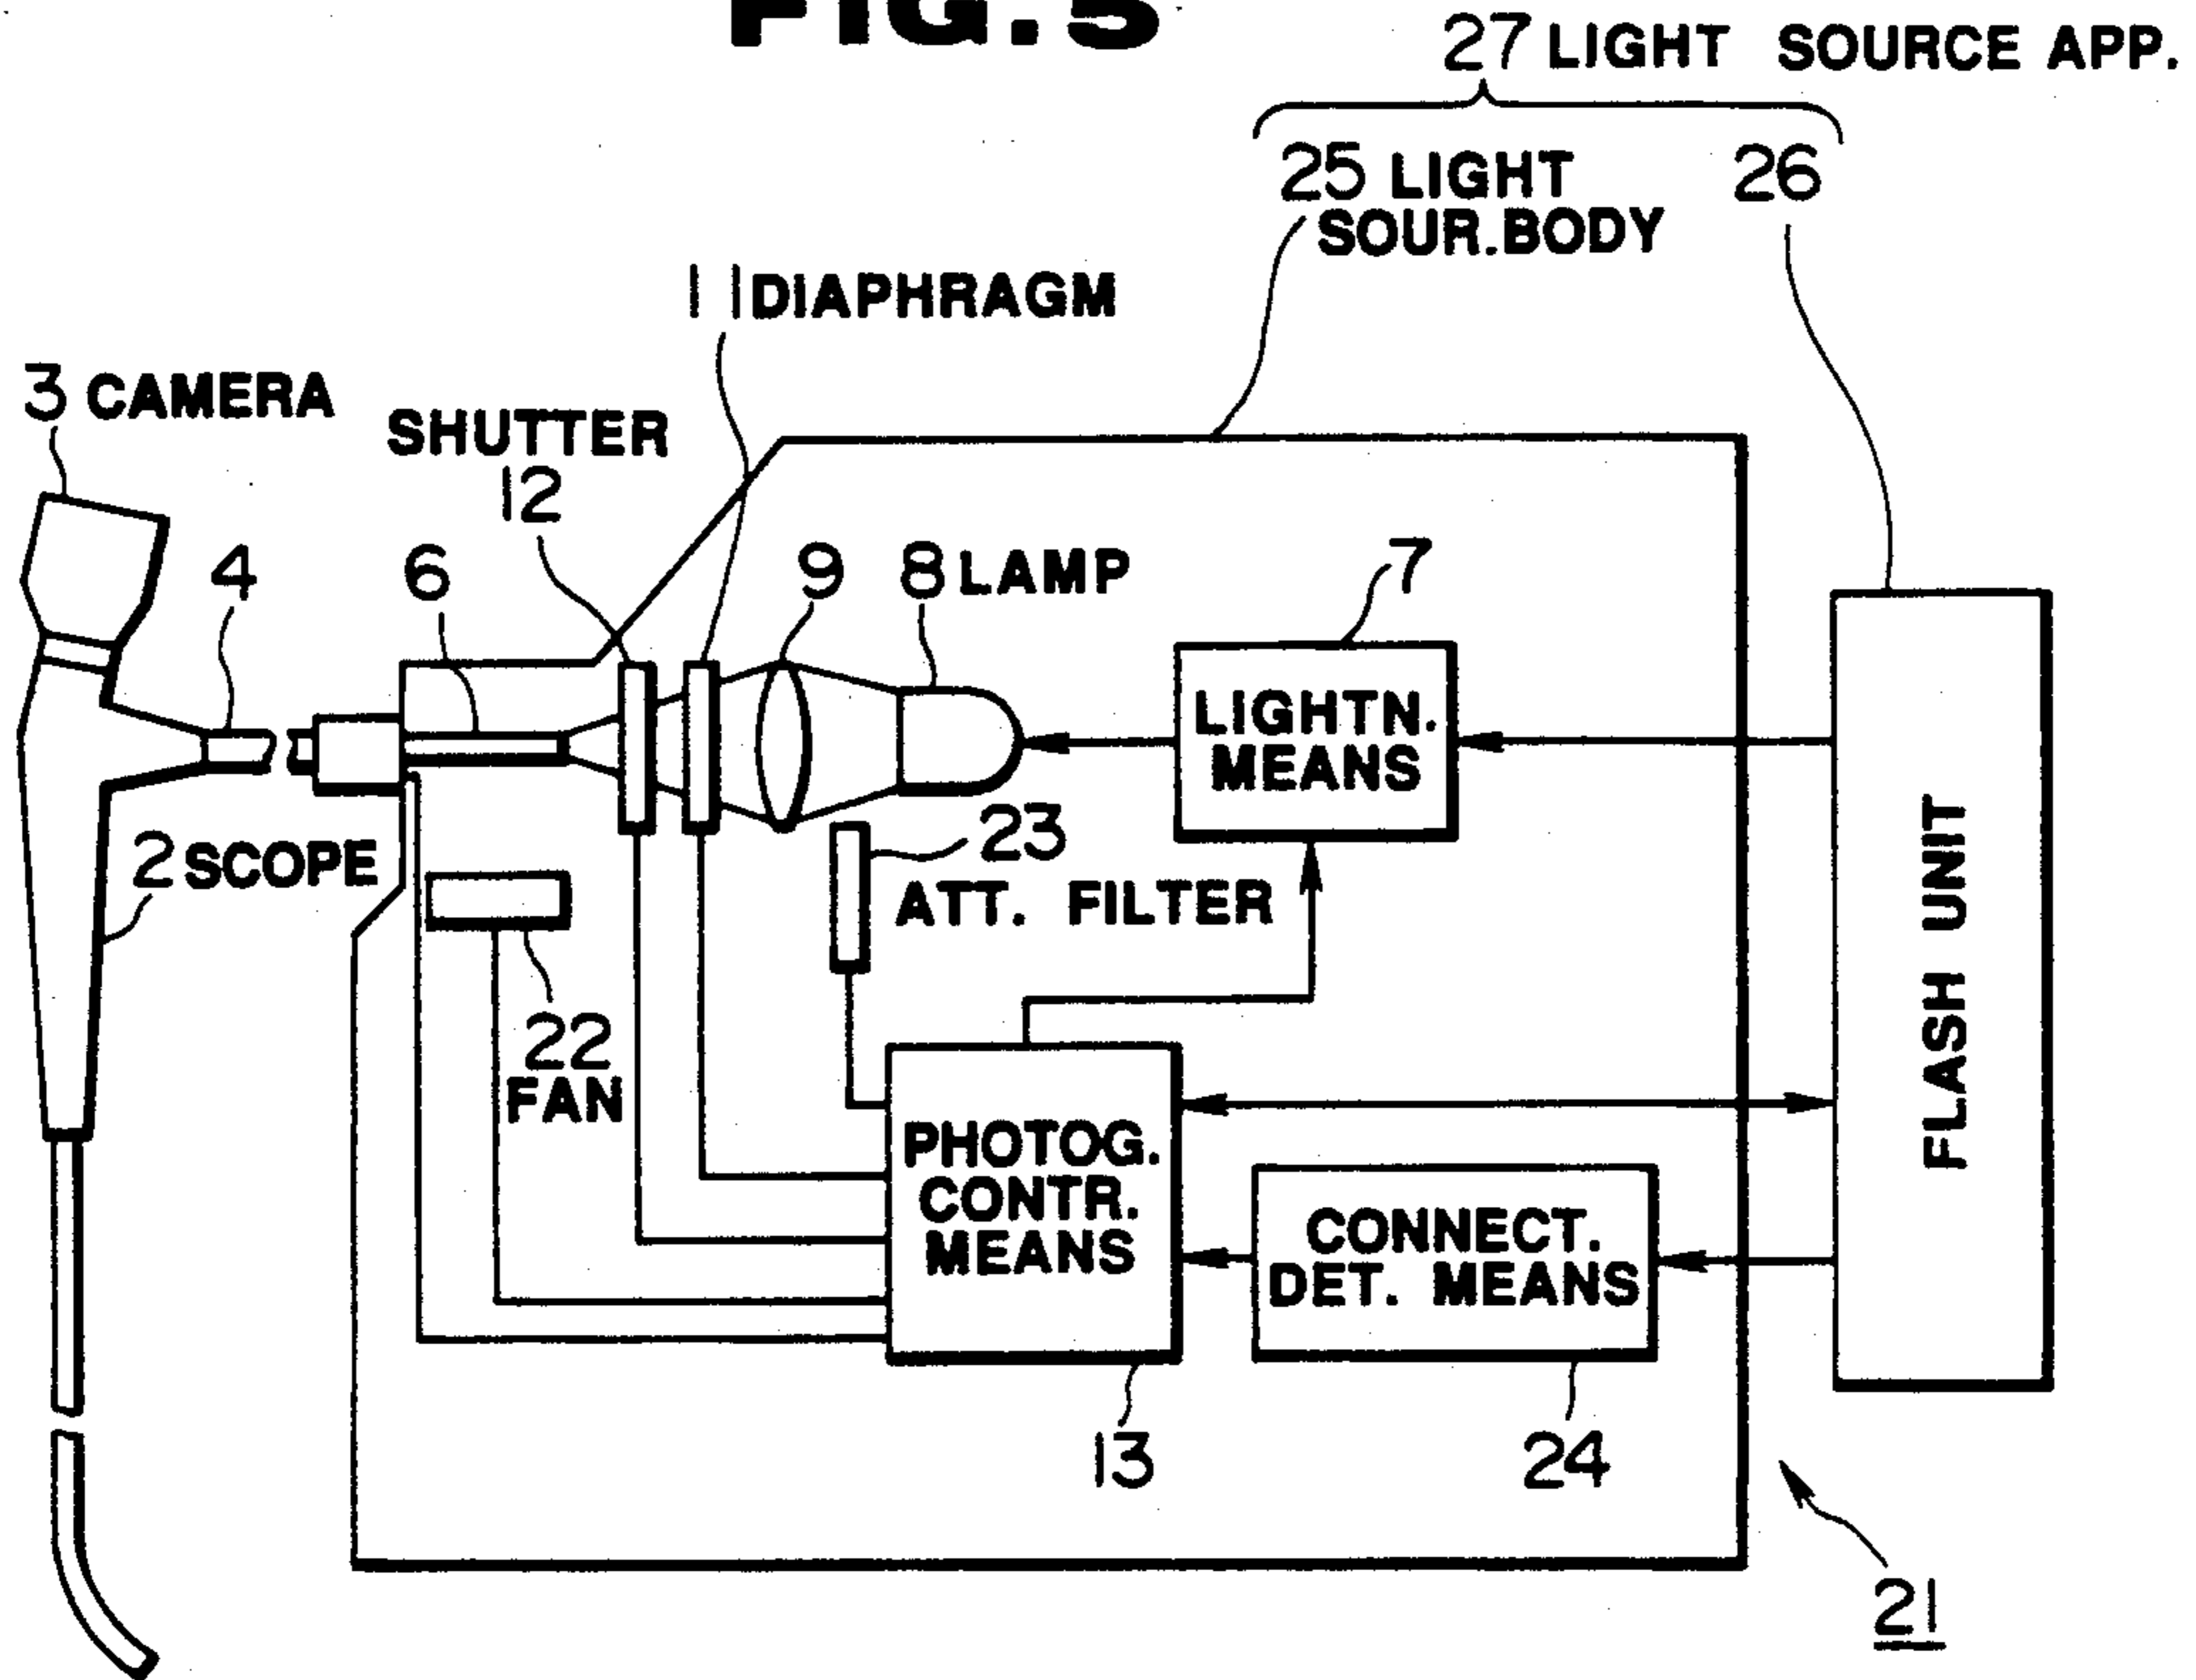 FIG.5
27 LIGHT SOURCE APP.
25 LIGHT
SOUR.BODY
26
11 DIAPHRAGM
3 CAMERA
SHUTTER
12
4
6
9
8 LAMP
7
LIGHTN.
MEANS
23
ATT. FILTER
2 SCOPE
22
FAN
PHOTOG.
CONTR.
MEANS
CONNECT.
DET. MEANS
FLASH UNIT
13
24
21